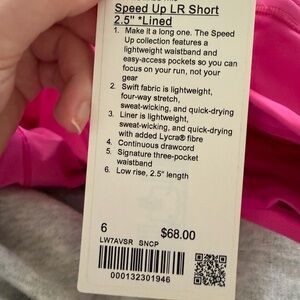 Speed Up LR Short
2.5" *Lined
1. Make it a long one. The Speed
Up collection features a
lightweight waistband and
easy-access pockets so you can
focus on your run, not your
gear
2. Swift fabric is lightweight,
four-way stretch,
sweat-wicking, and quick-drying
3. Liner is lightweight,
sweat-wicking, and quick-drying
with added Lycra® fibre
4. Continuous drawcord
5. Signature three-pocket
waistband
6. Low rise, 2.5" length
6 $68.00
LW7AVSR SNCP
000132301946